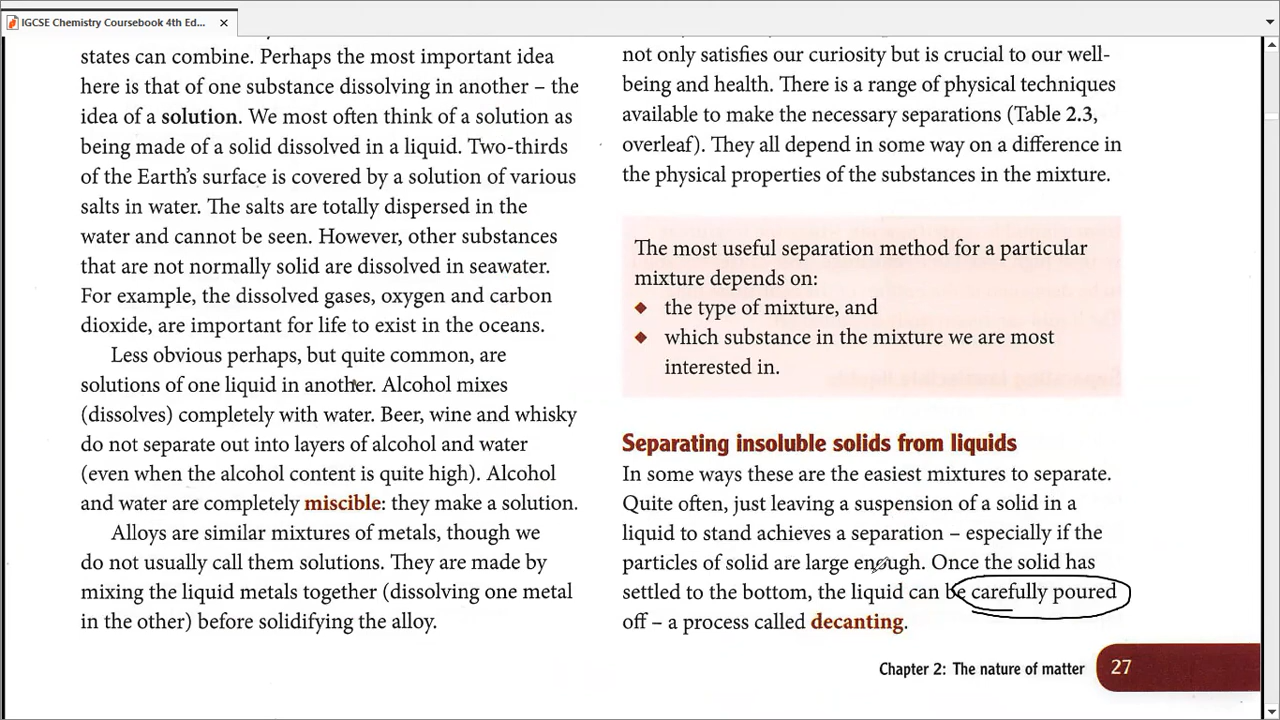 IGCSE Chemistry Coursebook 4th Ed...
states can combine. Perhaps the most important idea
here is that of one substance dissolving in another – the
idea of a solution. We most often think of a solution as
being made of a solid dissolved in a liquid. Two-thirds
of the Earth's surface is covered by a solution of various
salts in water. The salts are totally dispersed in the
water and cannot be seen. However, other substances
that are not normally solid are dissolved in seawater.
For example, the dissolved gases, oxygen and carbon
dioxide, are important for life to exist in the oceans.
Less obvious perhaps, but quite common, are
solutions of one liquid in another. Alcohol mixes
(dissolves) completely with water. Beer, wine and whisky
do not separate out into layers of alcohol and water
(even when the alcohol content is quite high). Alcohol
and water are completely miscible: they make a solution.
Alloys are similar mixtures of metals, though we
do not usually call them solutions. They are made by
mixing the liquid metals together (dissolving one metal
in the other) before solidifying the alloy.
not only satisfies our curiosity but is crucial to our well-
being and health. There is a range of physical techniques
available to make the necessary separations (Table 2.3,
overleaf). They all depend in some way on a difference in
the physical properties of the substances in the mixture.
The most useful separation method for a particular
mixture depends on:
◆ the type of mixture, and
◆ which substance in the mixture we are most
interested in.
Separating insoluble solids from liquids
In some ways these are the easiest mixtures to separate.
Quite often, just leaving a suspension of a solid in a
liquid to stand achieves a separation – especially if the
particles of solid are large enough. Once the solid has
settled to the bottom, the liquid can be carefully poured
off – a process called decanting.
Chapter 2: The nature of matter 27